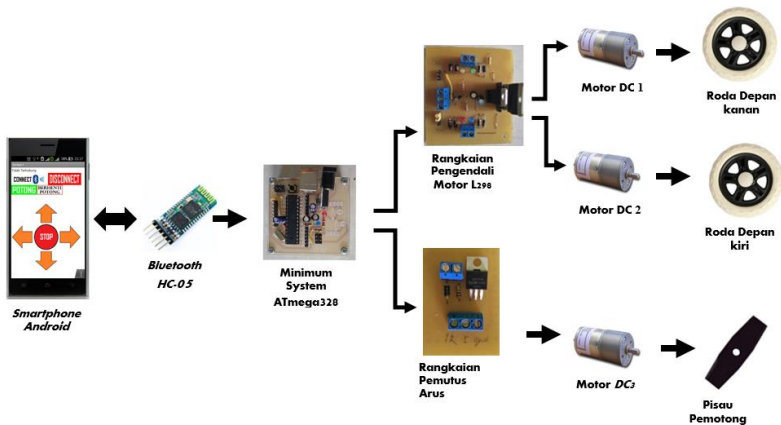 CONNECT
DISCONNECT
POTONG
BERHENTI
POTONG
STOP
Smartphone
Android
Bluetooth
HC-05
Minimum
System
ATmega328
Rangkaian
Pengendali
Motor L298
Rangkaian
Pemutus
Arus
Motor DC 1
Motor DC 2
Motor DC3
Roda Depan
kanan
Roda Depan
kiri
Pisau
Pemotong